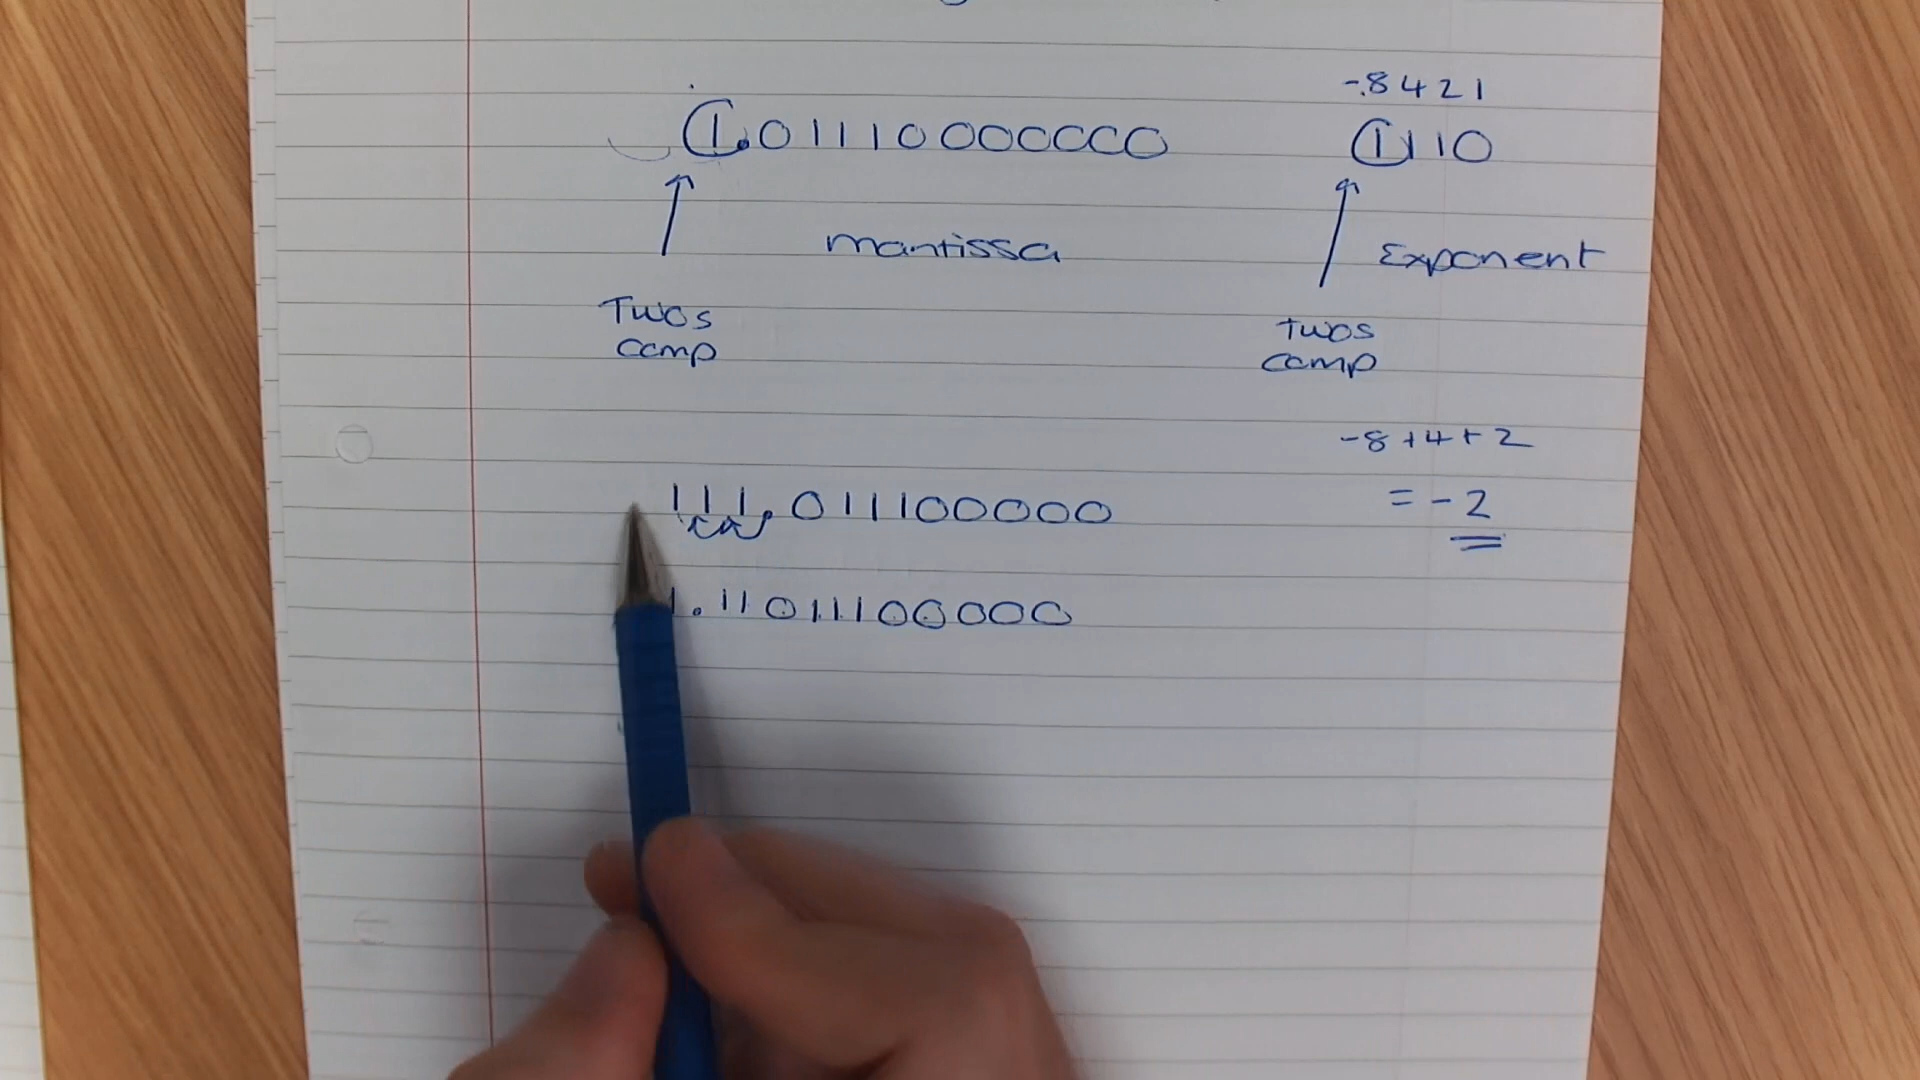 -8 4 2 1
1.01110000000 1110
mantissa Exponent
Twos twos
comp comp
-8+4+2
111.011100000 = -2
1.11011100000